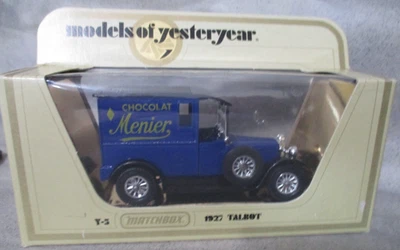 models of yesteryear.
CHOCOLAT
Menier
Y-5 MATCHBOX 1927 TALBOT